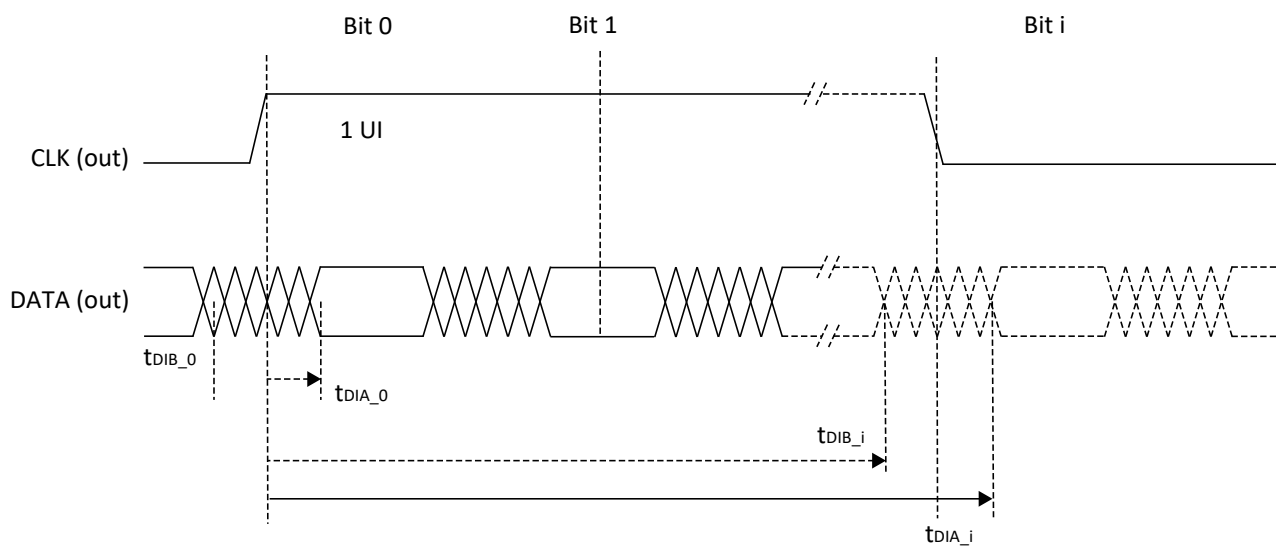 Bit 0
Bit 1
Bit i
1 UI
CLK (out)
DATA (out)
tDIB_0
tDIA_0
tDIB_i
tDIA_i